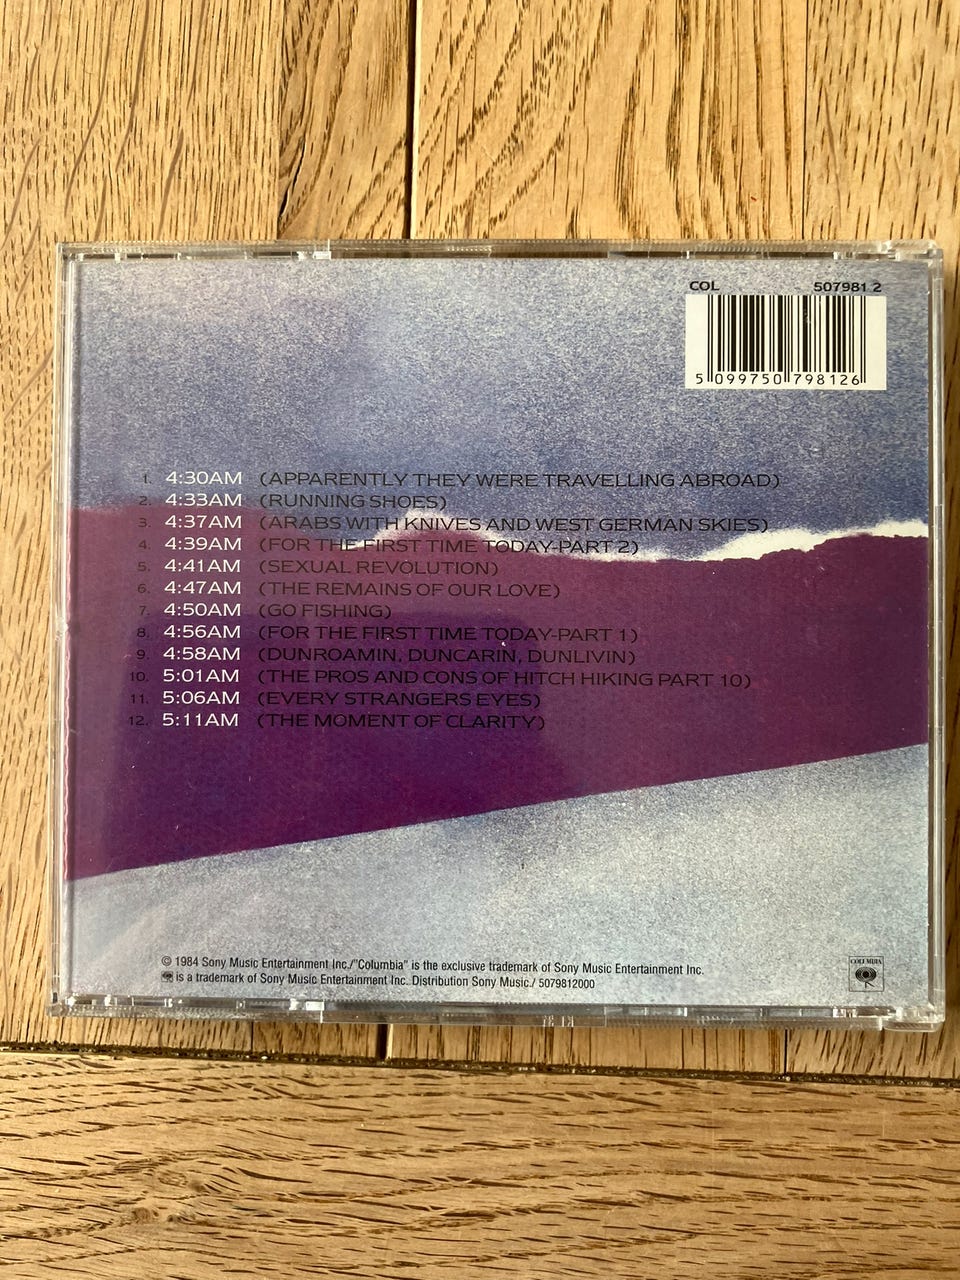 COL 507981 2
5 099750 798126
1. 4:30AM (APPARENTLY THEY WERE TRAVELLING ABROAD)
2. 4:33AM (RUNNING SHOES)
3. 4:37AM (ARABS WITH KNIVES AND WEST GERMAN SKIES)
4. 4:39AM (FOR THE FIRST TIME TODAY-PART 2)
5. 4:41AM (SEXUAL REVOLUTION)
6. 4:47AM (THE REMAINS OF OUR LOVE)
7. 4:50AM (GO FISHING)
8. 4:56AM (FOR THE FIRST TIME TODAY-PART 1)
9. 4:58AM (DUNROAMIN, DUNCARIN, DUNLIVIN)
10. 5:01AM (THE PROS AND CONS OF HITCH HIKING PART 10)
11. 5:06AM (EVERY STRANGERS EYES)
12. 5:11AM (THE MOMENT OF CLARITY)
© 1984 Sony Music Entertainment Inc./"Columbia" is the exclusive trademark of Sony Music Entertainment Inc.
is a trademark of Sony Music Entertainment Inc. Distribution Sony Music./ 5079812000
COLUMBIA